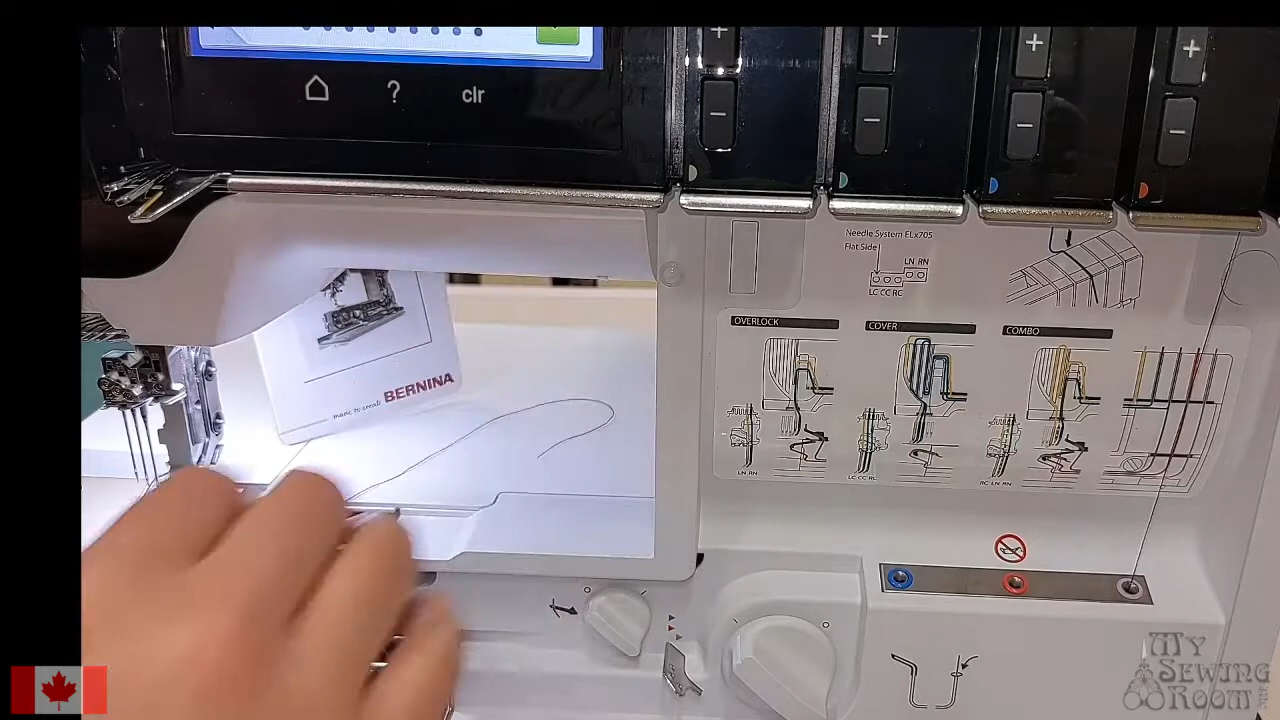 ? clr
Needle System ELx705
Flat Side
LN RN
LC CC RC
OVERLOCK
COVER
COMBO
LN RN
LC CC RC
RC LN RN
made to create BERNINA
My
Sewing
Room